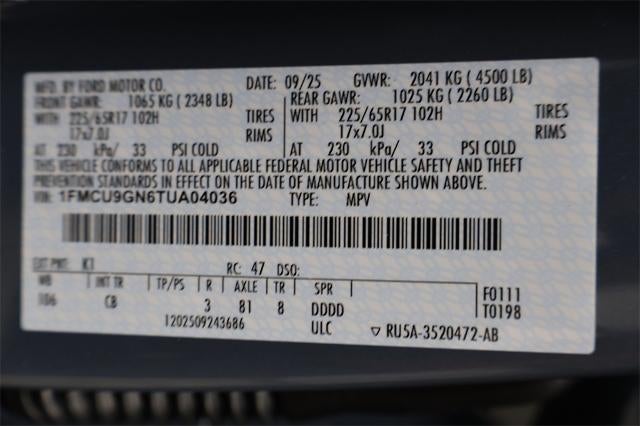 MFD. BY FORD MOTOR CO. DATE: 09/25 GVWR: 2041 KG ( 4500 LB)
FRONT GAWR: 1065 KG ( 2348 LB) REAR GAWR: 1025 KG ( 2260 LB)
WITH 225/65R17 102H TIRES WITH 225/65R17 102H TIRES
17x7.0J RIMS 17x7.0J RIMS
AT 230 kPa/ 33 PSI COLD AT 230 kPa/ 33 PSI COLD
THIS VEHICLE CONFORMS TO ALL APPLICABLE FEDERAL MOTOR VEHICLE SAFETY AND THEFT
PREVENTION STANDARDS IN EFFECT ON THE DATE OF MANUFACTURE SHOWN ABOVE.
VIN: 1FMCU9GN6TUA04036 TYPE: MPV
EXT PNT: K1 RC: 47 DSO:
WB INT TR TP/PS R AXLE TR SPR F0111
106 CB 3 81 8 DDDD T0198
1202509243686 ULC RU5A-3520472-AB